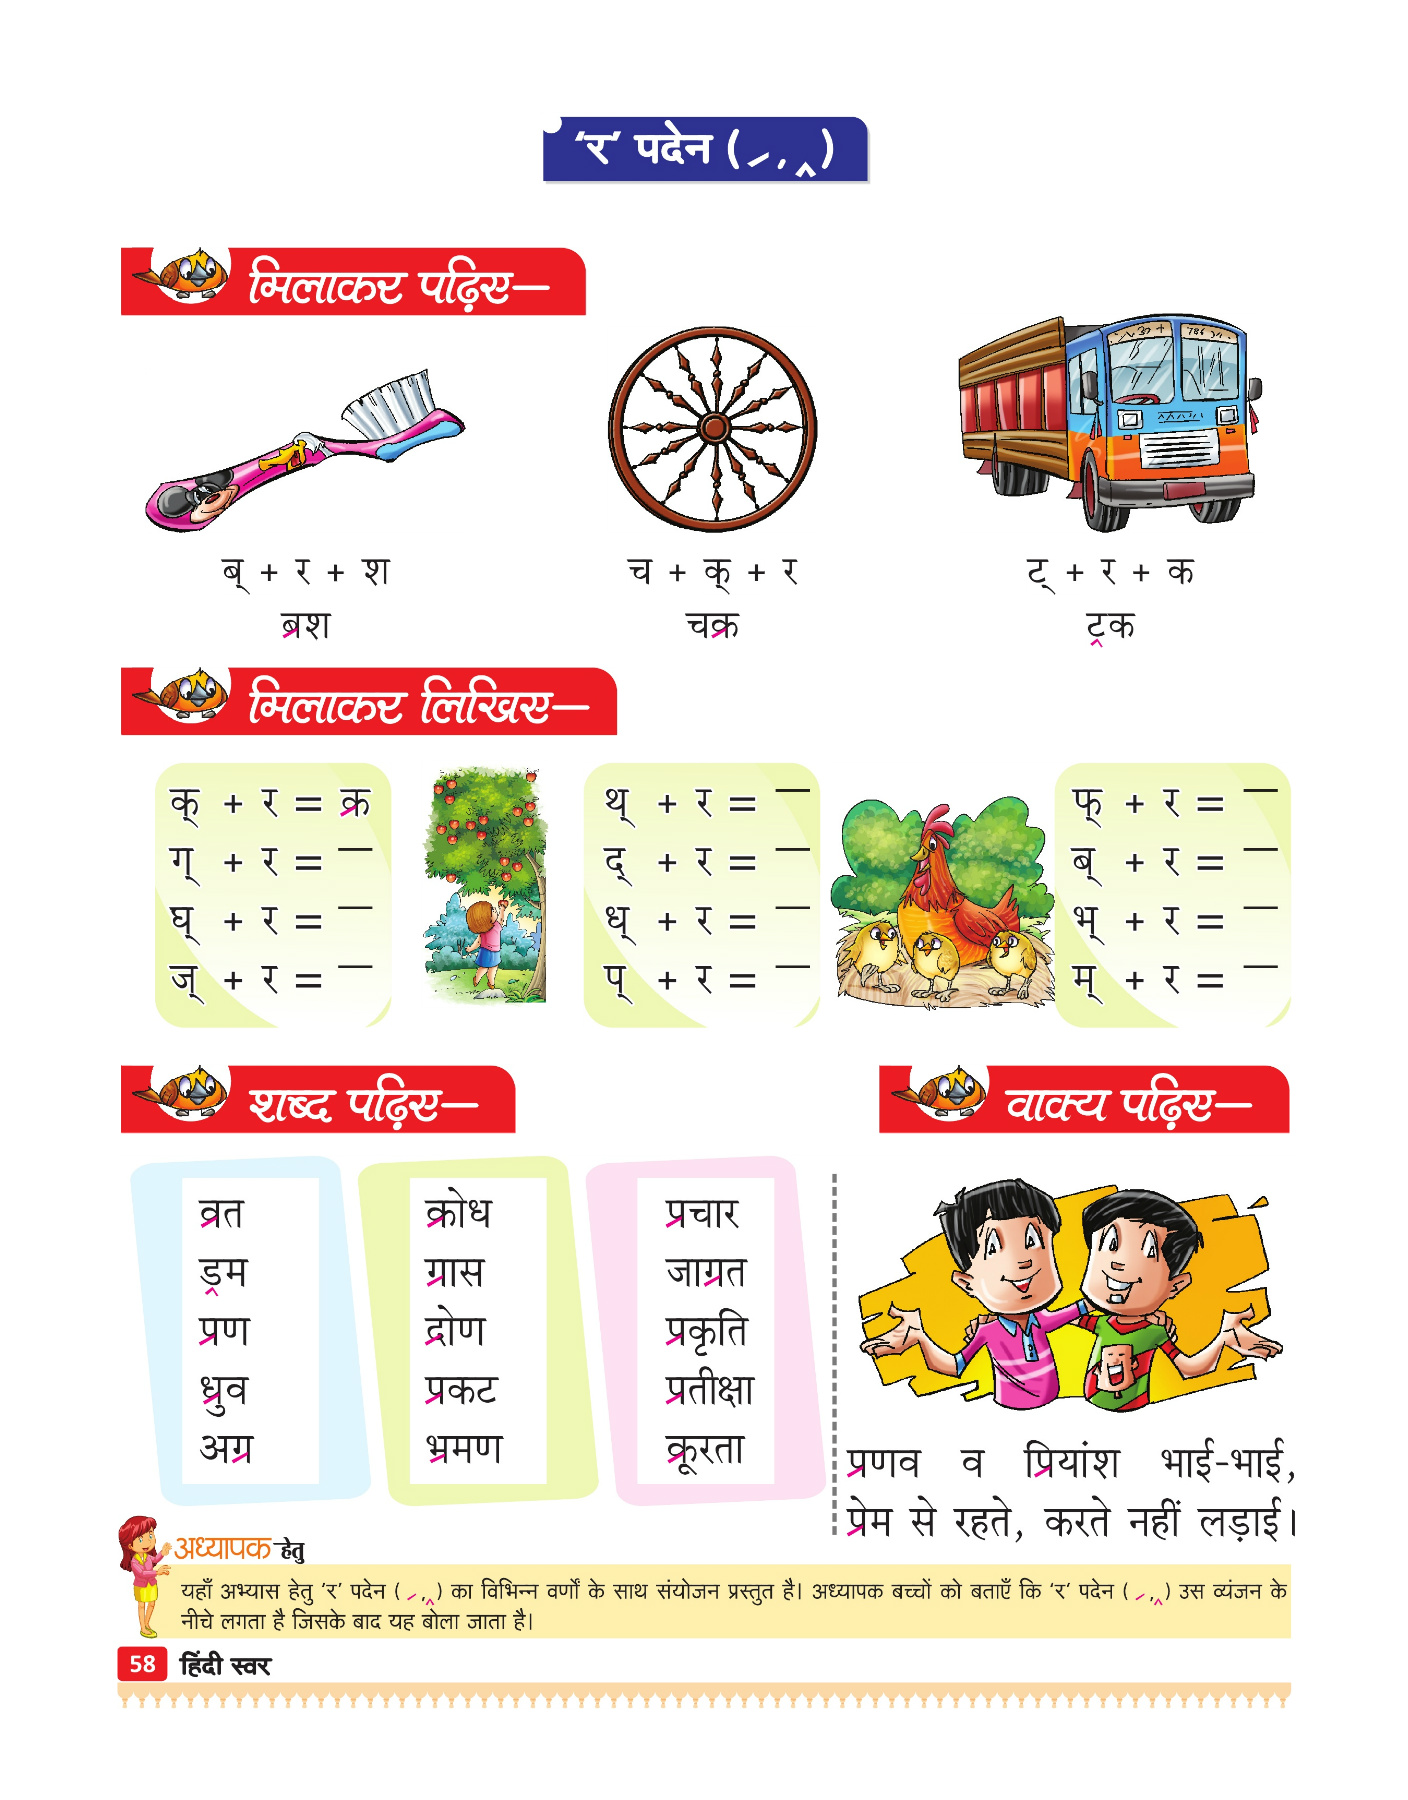 'र' पदेन (⟋ , ‸)
मिलाकर पढ़िए—
ब् + र + श
च + क् + र
ट् + र + क
ब्रश
चक्र
ट्रक
मिलाकर लिखिए—
क् + र = क्र
ग् + र = —
घ् + र = —
ज् + र = —
थ् + र = —
द् + र = —
ध् + र = —
प् + र = —
फ् + र = —
ब् + र = —
भ् + र = —
म् + र = —
शब्द पढ़िए—
व्रत
ड्रम
प्रण
ध्रुव
अग्र
क्रोध
ग्रास
द्रोण
प्रकट
भ्रमण
प्रचार
जाग्रत
प्रकृति
प्रतीक्षा
क्रूरता
वाक्य पढ़िए—
प्रणव व प्रियांश भाई-भाई,
प्रेम से रहते, करते नहीं लड़ाई।
अध्यापक हेतु
यहाँ अभ्यास हेतु 'र' पदेन (⟋ , ‸) का विभिन्न वर्णों के साथ संयोजन प्रस्तुत है। अध्यापक बच्चों को बताएँ कि 'र' पदेन (⟋ , ‸) उस व्यंजन के
नीचे लगता है जिसके बाद यह बोला जाता है।
58 हिंदी स्वर